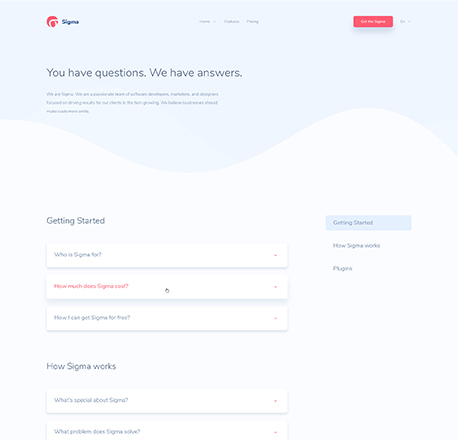 Sigma
Home
Features
Pricing
Get the Sigma
En
You have questions. We have answers.
We are Sigma. We are a passionate team of software developers, marketers, and designers
focused on driving results for our clients in the fast-growing. We believe businesses should
make customers smile.
Getting Started
Getting Started
Who is Sigma for?
How Sigma works
How much does Sigma cost?
Plugins
How I can get Sigma for free?
How Sigma works
What's special about Sigma?
What problem does Sigma solve?